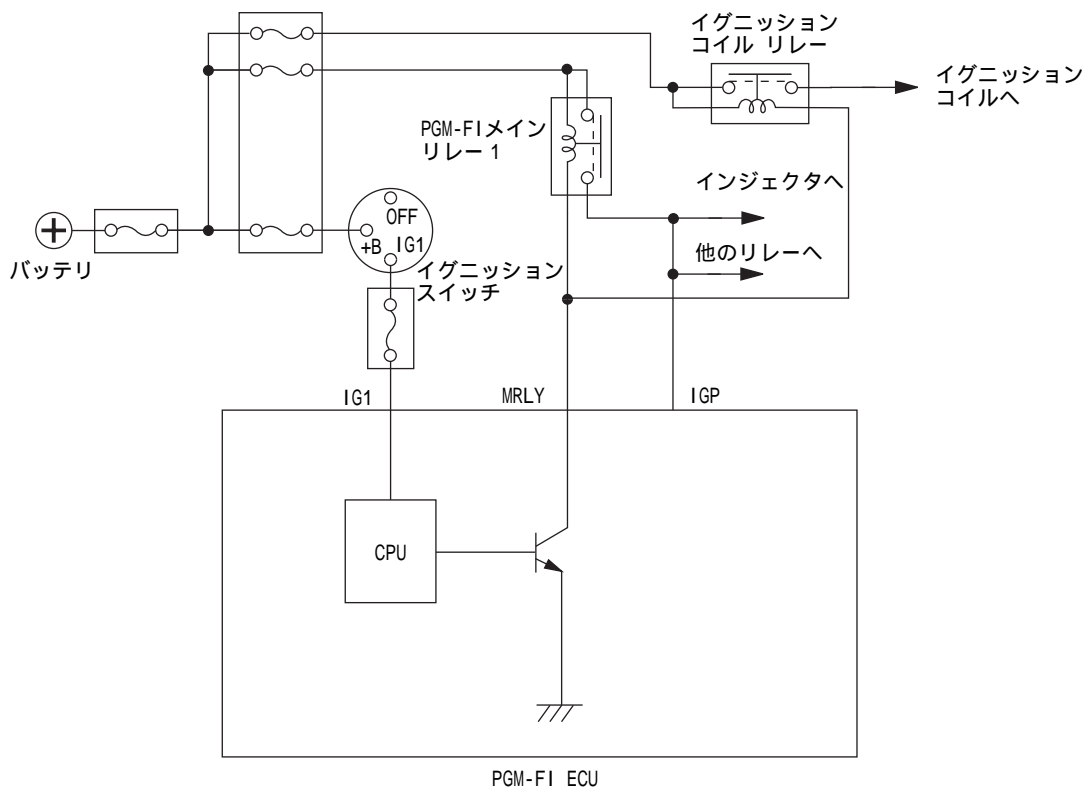 イグニッション
コイル リレー
イグニッション
コイルへ
PGM-FIメイン
リレー 1
インジェクタへ
OFF
+B IG1
他のリレーへ
バッテリ
イグニッション
スイッチ
IG1
MRLY
IGP
CPU
PGM-FI ECU